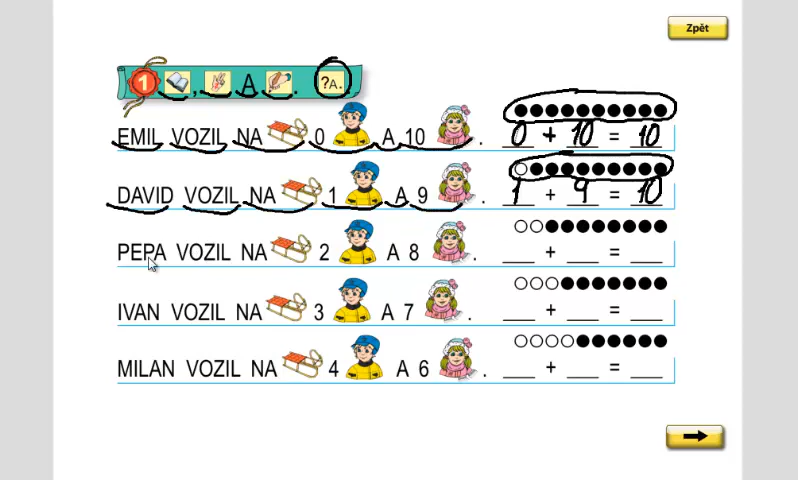 Zpět
1 , A . ?A.
EMIL VOZIL NA 0 A 10 . 0 + 10 = 10
DAVID VOZIL NA 1 A 9 . 1 + 9 = 10
PEPA VOZIL NA 2 A 8 . ___ + ___ = ___
IVAN VOZIL NA 3 A 7 . ___ + ___ = ___
MILAN VOZIL NA 4 A 6 . ___ + ___ = ___